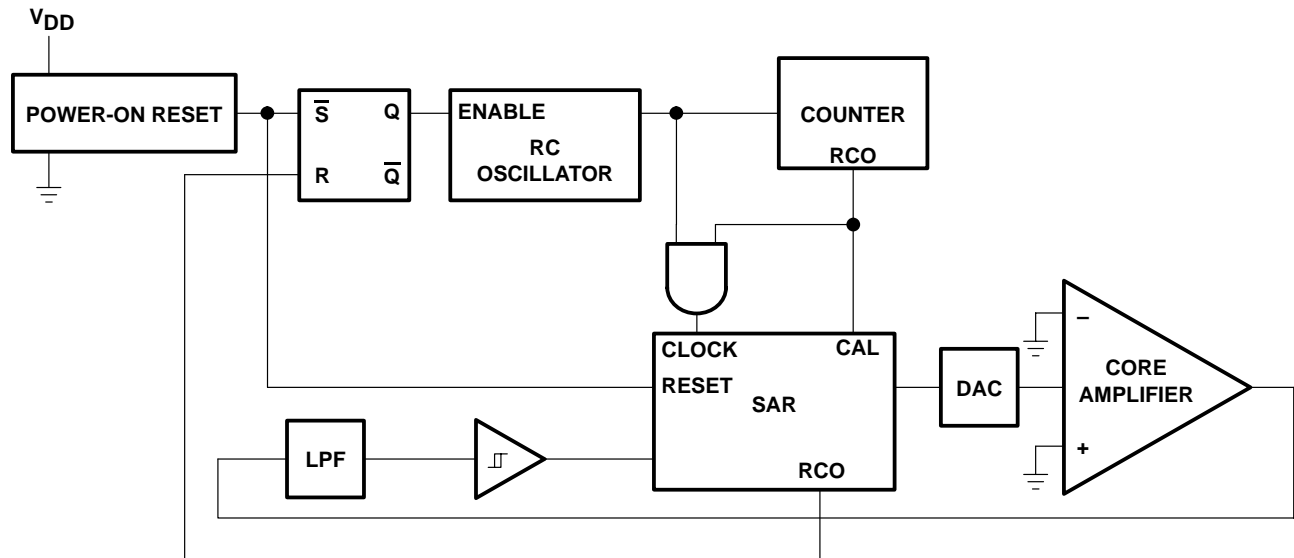 VDD
POWER-ON RESET
S̅ Q
R Q̅
ENABLE
RC
OSCILLATOR
COUNTER
RCO
CLOCK CAL
RESET
SAR
RCO
DAC
–
CORE
AMPLIFIER
+
LPF